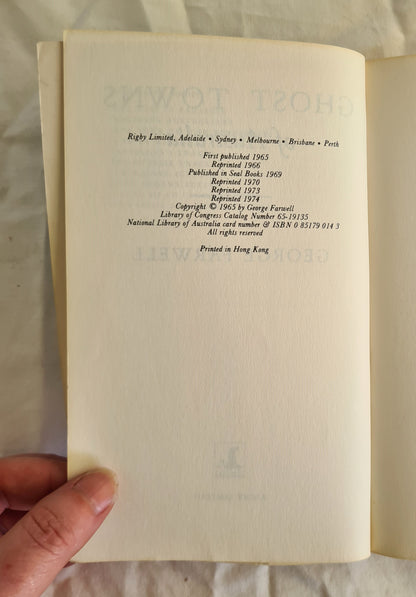 Rigby Limited, Adelaide • Sydney • Melbourne • Brisbane • Perth
First published 1965
Reprinted 1966
Published in Seal Books 1969
Reprinted 1970
Reprinted 1973
Reprinted 1974
Copyright © 1965 by George Farwell
Library of Congress Catalog Number 65-19135
National Library of Australia card number & ISBN 0 85179 014 3
All rights reserved
Printed in Hong Kong